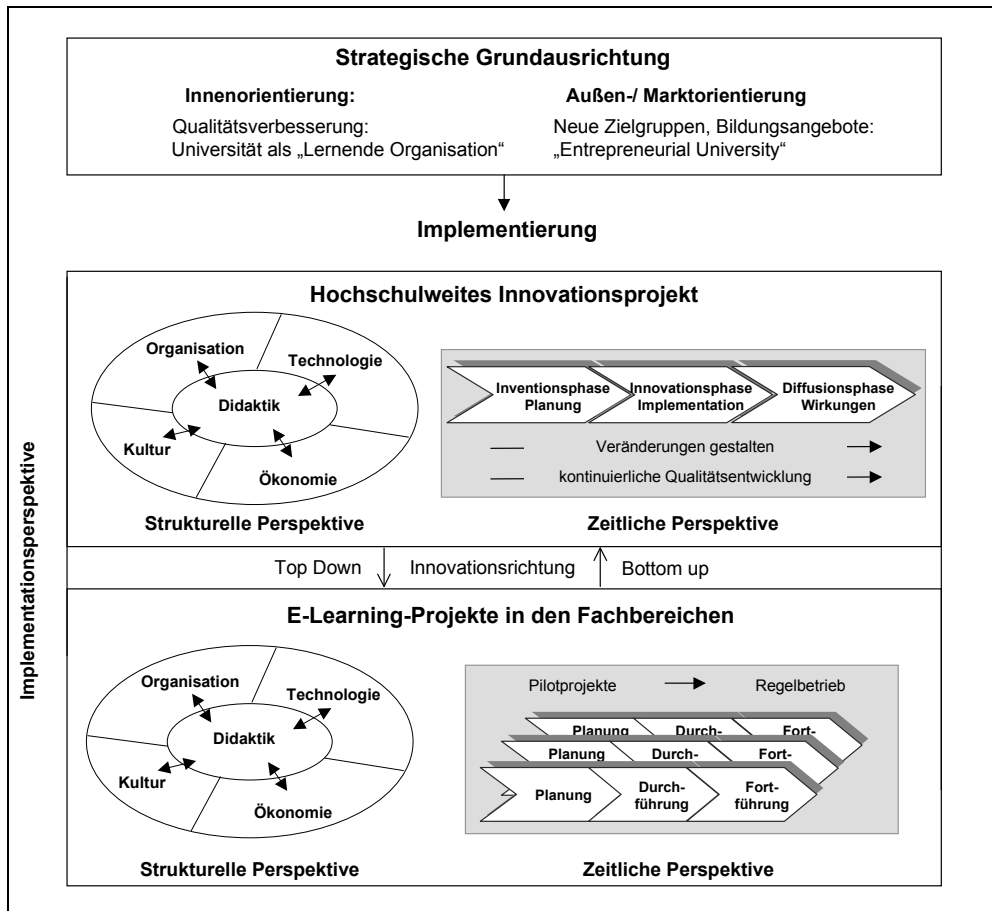 Strategische Grundausrichtung
Innenorientierung:
Qualitätsverbesserung:
Universität als „Lernende Organisation“
Außen-/ Marktorientierung
Neue Zielgruppen, Bildungsangebote:
„Entrepreneurial University“
Implementierung
Implementationsperspektive
Hochschulweites Innovationsprojekt
Organisation
Technologie
Didaktik
Kultur
Ökonomie
Strukturelle Perspektive
Inventionsphase
Planung
Innovationsphase
Implementation
Diffusionsphase
Wirkungen
Veränderungen gestalten
kontinuierliche Qualitätsentwicklung
Zeitliche Perspektive
Top Down
Innovationsrichtung
Bottom up
E-Learning-Projekte in den Fachbereichen
Organisation
Technologie
Didaktik
Kultur
Ökonomie
Strukturelle Perspektive
Pilotprojekte
Regelbetrieb
Planung
Durch-
Fort-
Planung
Durch-
Fort-
Planung
Durch-
führung
Fort-
führung
Zeitliche Perspektive